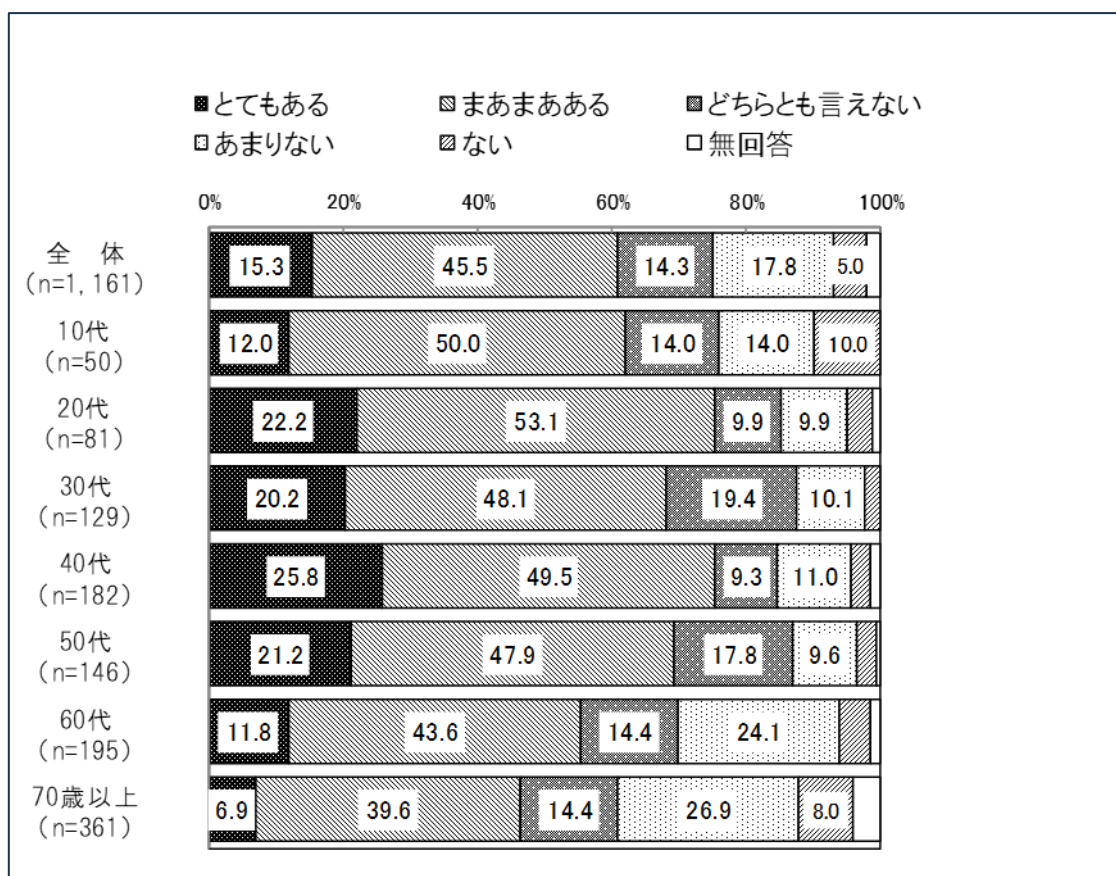 ■とてもある ■まあまあある ■どちらとも言えない
□あまりない □ない □無回答
0% 20% 40% 60% 80% 100%
全 体
(n=1,161)
15.3 45.5 14.3 17.8 5.0
10代
(n=50)
12.0 50.0 14.0 14.0 10.0
20代
(n=81)
22.2 53.1 9.9 9.9
30代
(n=129)
20.2 48.1 19.4 10.1
40代
(n=182)
25.8 49.5 9.3 11.0
50代
(n=146)
21.2 47.9 17.8 9.6
60代
(n=195)
11.8 43.6 14.4 24.1
70歳以上
(n=361)
6.9 39.6 14.4 26.9 8.0